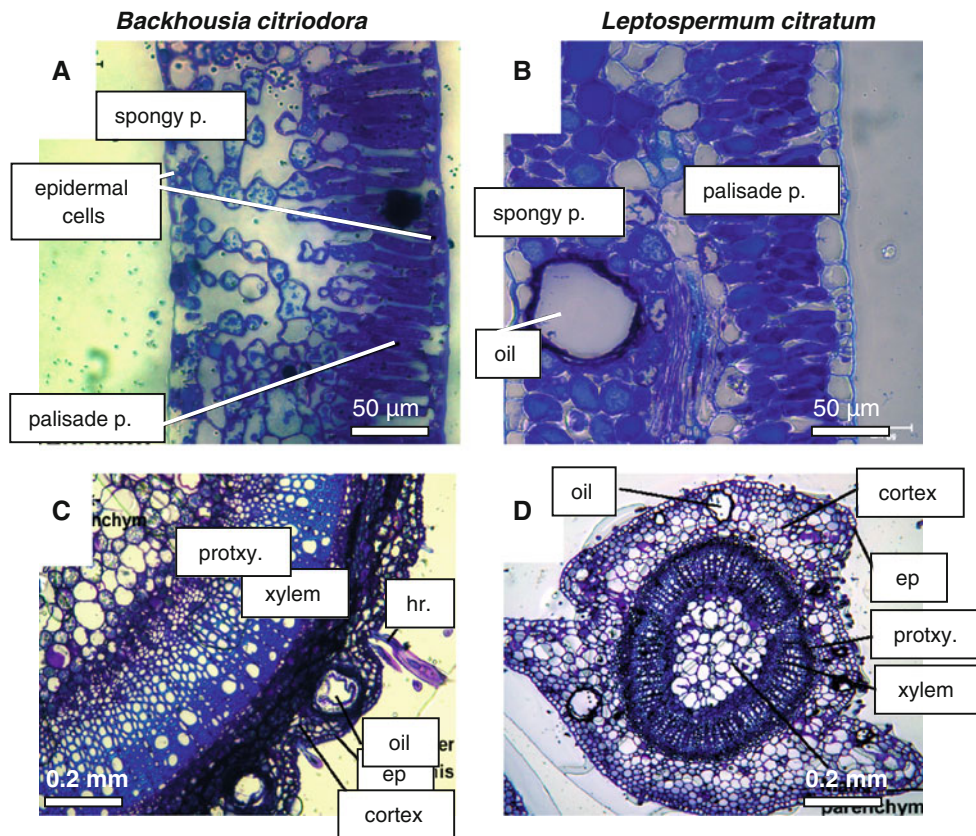 Backhousia citriodora
Leptospermum citratum
A
spongy p.
epidermal
cells
palisade p.
50 µm
B
palisade p.
spongy p.
oil
50 µm
C
protxy.
xylem
hr.
oil
ep
cortex
0.2 mm
D
oil
cortex
ep
protxy.
xylem
0.2 mm
parenchym